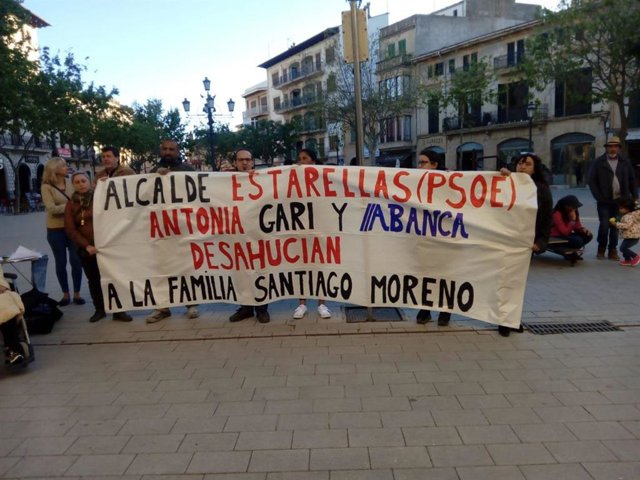 ALCALDE ESTARELLAS (PSOE)
ANTONIA GARI Y ABANCA
DESAHUCIAN
A LA FAMILIA SANTIAGO MORENO